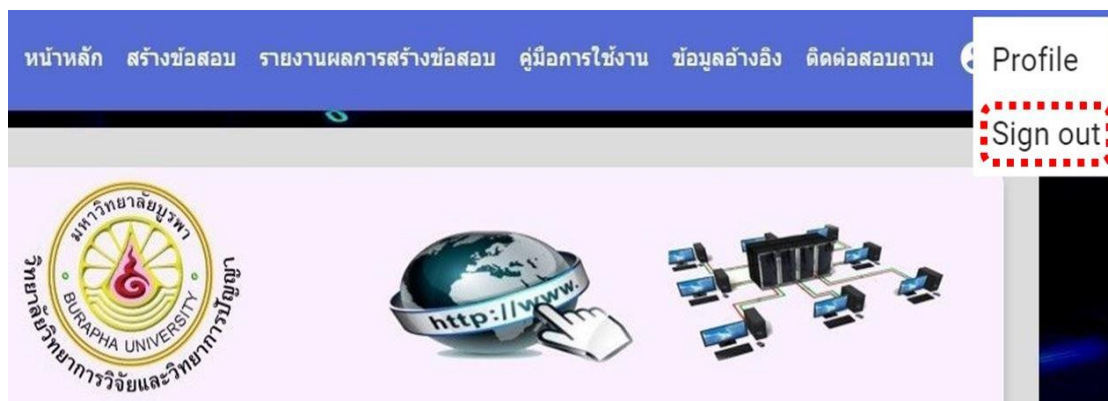 หน้าหลัก สร้างข้อสอบ รายงานผลการสร้างข้อสอบ คู่มือการใช้งาน ข้อมูลอ้างอิง ติดต่อสอบถาม
Profile
Sign out
มหาวิทยาลัยบูรพา
BURAPHA UNIVERSITY
วิทยาลัยวิทยาการวิจัยและวิทยาการปัญญา
http://www.